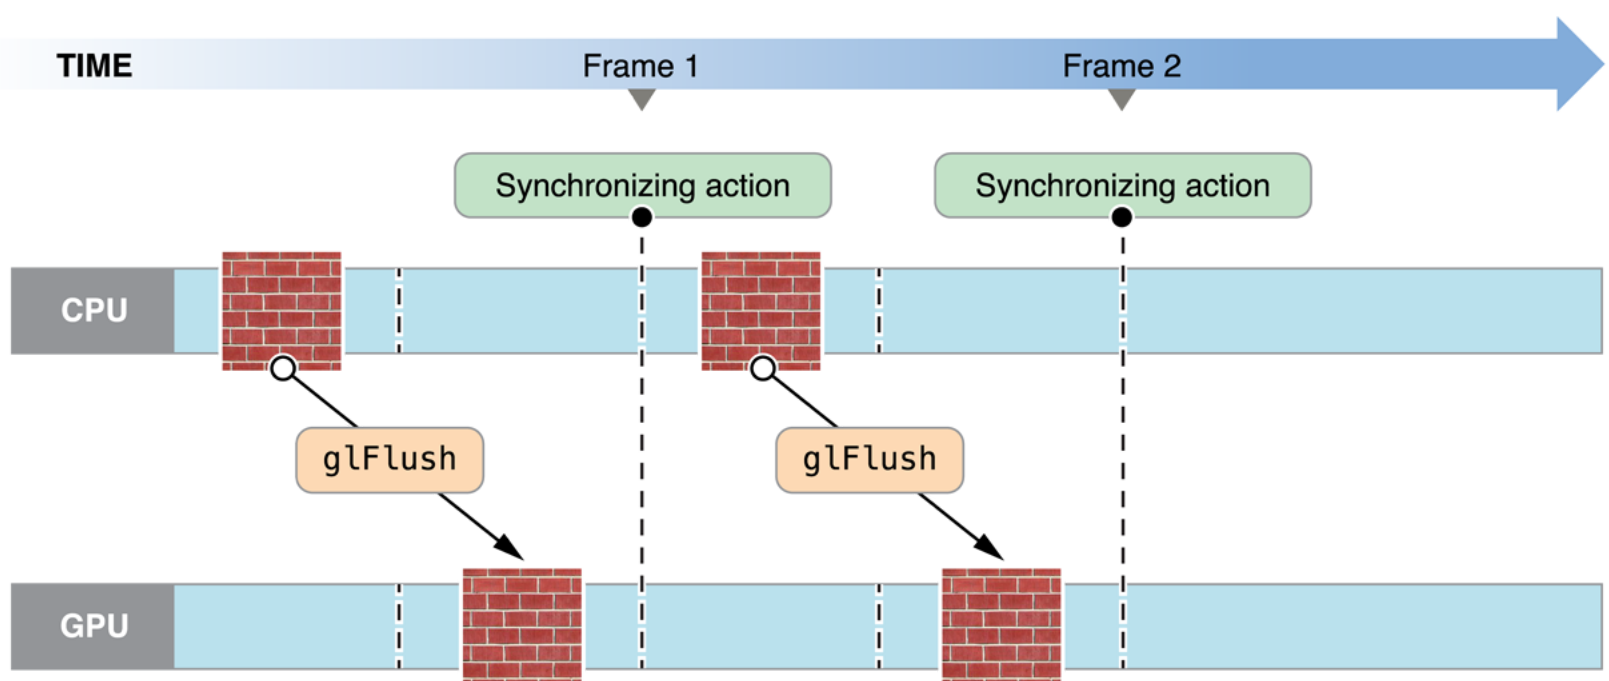 TIME
Frame 1
Frame 2
Synchronizing action
Synchronizing action
CPU
glFlush
glFlush
GPU